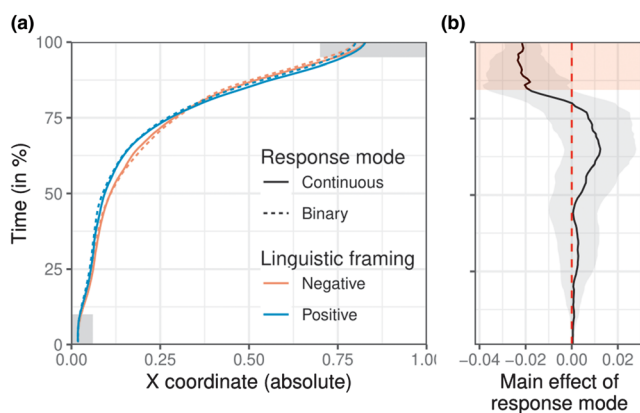 (a)
100
75
50
25
0
Time (in %)
Response mode
Continuous
Binary
Linguistic framing
Negative
Positive
0.00 0.25 0.50 0.75 1.0
X coordinate (absolute)
(b)
−0.04 −0.02 0.00 0.02
Main effect of
response mode